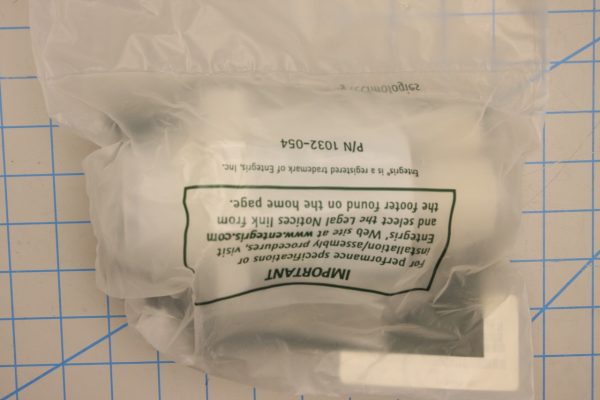 IMPORTANT
For performance specifications or
installation/assembly procedures, visit
Entegris' Web site at www.entegris.com
and select the Legal Notices link from
the footer found on the home page.
Entegris® is a registered trademark of Entegris, Inc.
P/N 1032-054